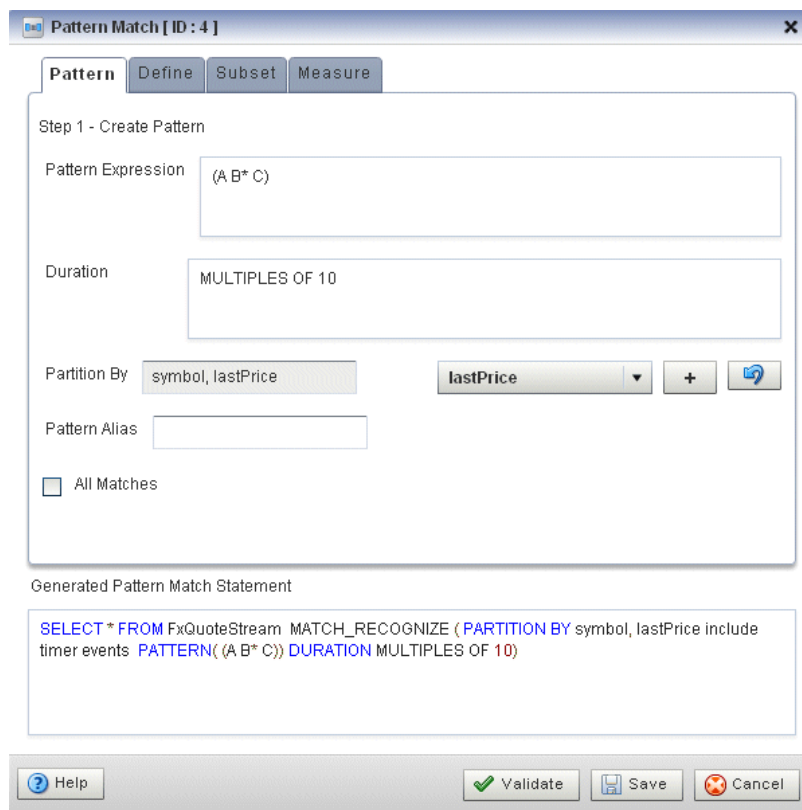 Pattern Match [ ID : 4 ]
Pattern Define Subset Measure
Step 1 - Create Pattern
Pattern Expression
(A B* C)
Duration
MULTIPLES OF 10
Partition By symbol, lastPrice lastPrice +
Pattern Alias
All Matches
Generated Pattern Match Statement
SELECT * FROM FxQuoteStream MATCH_RECOGNIZE ( PARTITION BY symbol, lastPrice include
timer events PATTERN( (A B* C)) DURATION MULTIPLES OF 10)
Help Validate Save Cancel